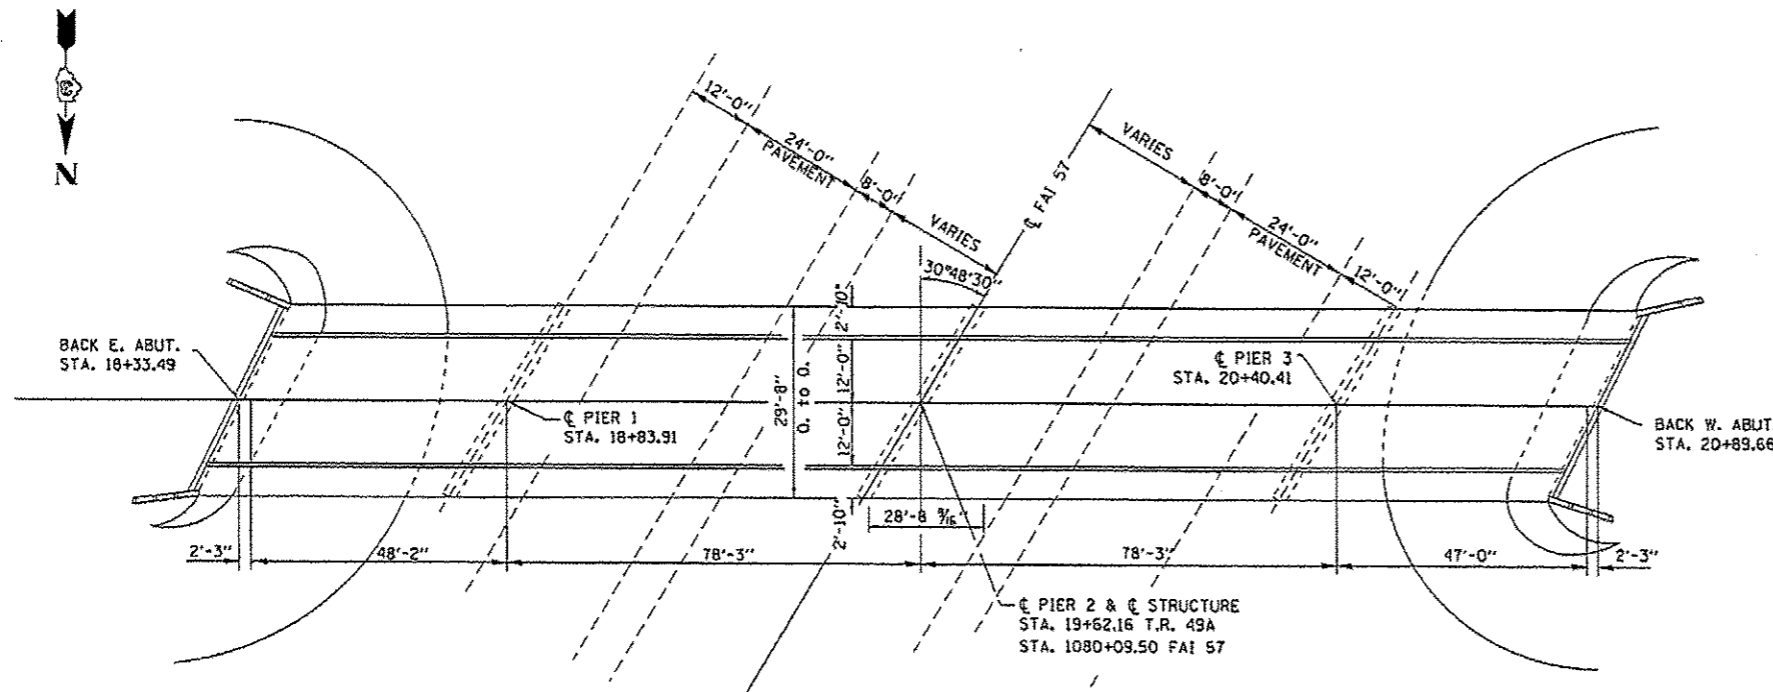 N
12'-0"
24'-0"
PAVEMENT
8'-0"
VARIES
℄ FAI 57
VARIES
8'-0"
24'-0"
PAVEMENT
12'-0"
30°48'30"
2'-10"
BACK E. ABUT.
STA. 18+33.49
℄ PIER 1
STA. 18+83.91
29'-8"
O. to O.
12'-0"
12'-0"
℄ PIER 3
STA. 20+40.41
BACK W. ABUT
STA. 20+89.66
2'-10"
28'-8 9/16"
2'-3"
48'-2"
78'-3"
78'-3"
47'-0"
2'-3"
℄ PIER 2 & ℄ STRUCTURE
STA. 19+62.16 T.R. 49A
STA. 1080+09.50 FAI 57